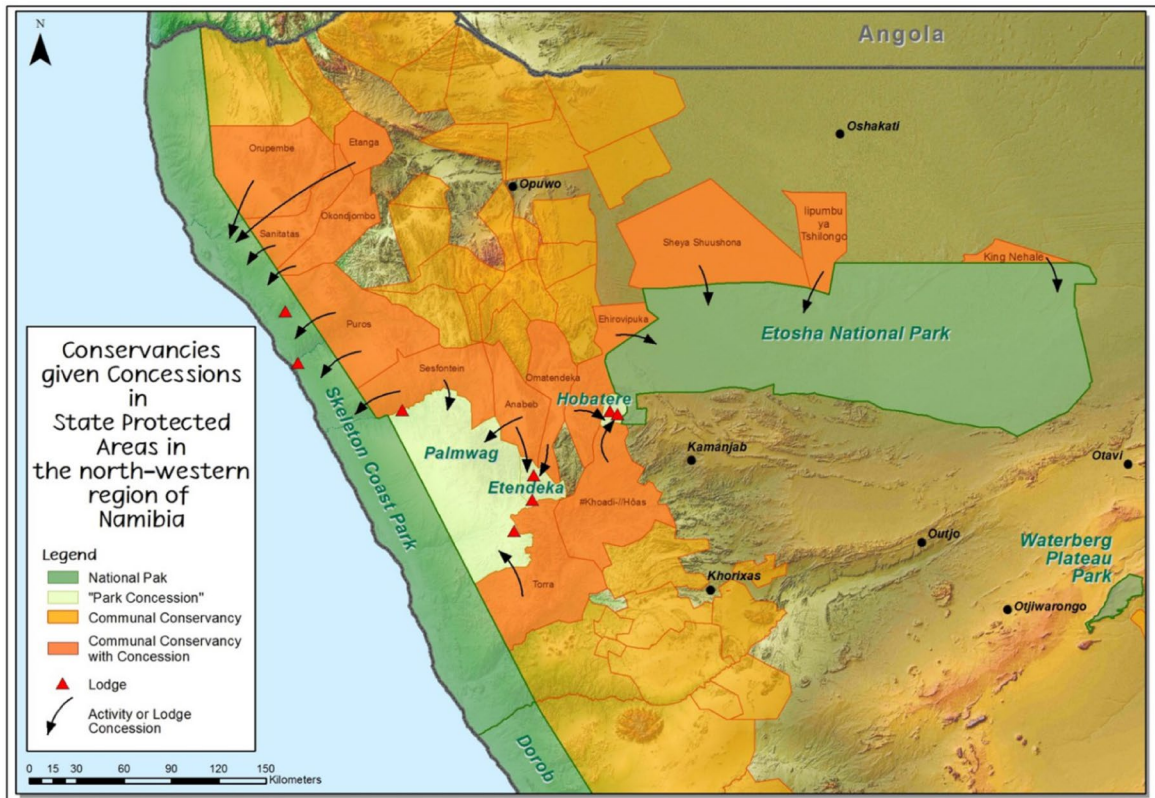 N
Angola
Oshakati
Opuwo
Orupembe
Etanga
Okondjombo
Sanitatas
Iipumbu
ya
Tshilongo
Sheya Shuushona
King Nehale
Ehirovipuka
Etosha National Park
Puros
Sesfontein
Omatendeka
Anabeb
Hobatere
Skeleton Coast Park
Palmwag
Etendeka
Kamanjab
Otavi
#Khoadi-//Hôas
Outjo
Waterberg
Plateau
Park
Torra
Khorixas
Otjiwarongo
Dorob
Conservancies
given Concessions
in
State Protected
Areas in
the north-western
region of
Namibia
Legend
National Pak
"Park Concession"
Communal Conservancy
Communal Conservancy
with Concession
Lodge
Activity or Lodge
Concession
0 15 30 60 90 120 150
Kilometers